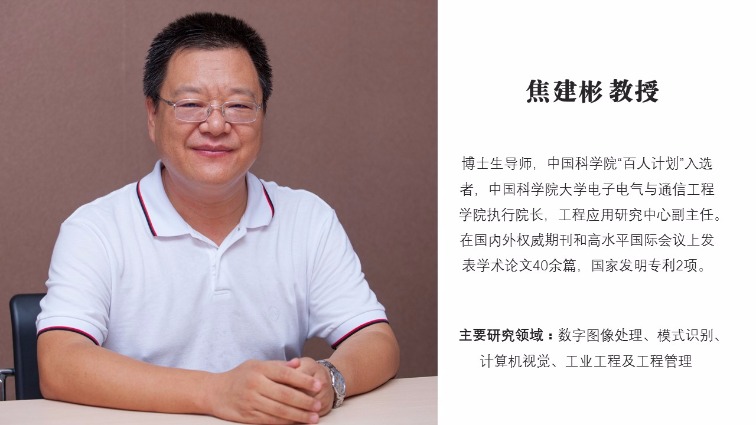 焦建彬 教授
博士生导师，中国科学院“百人计划”入选
者，中国科学院大学电子电气与通信工程
学院执行院长，工程应用研究中心副主任。
在国内外权威期刊和高水平国际会议上发
表学术论文40余篇，国家发明专利2项。
主要研究领域：数字图像处理、模式识别、
计算机视觉、工业工程及工程管理